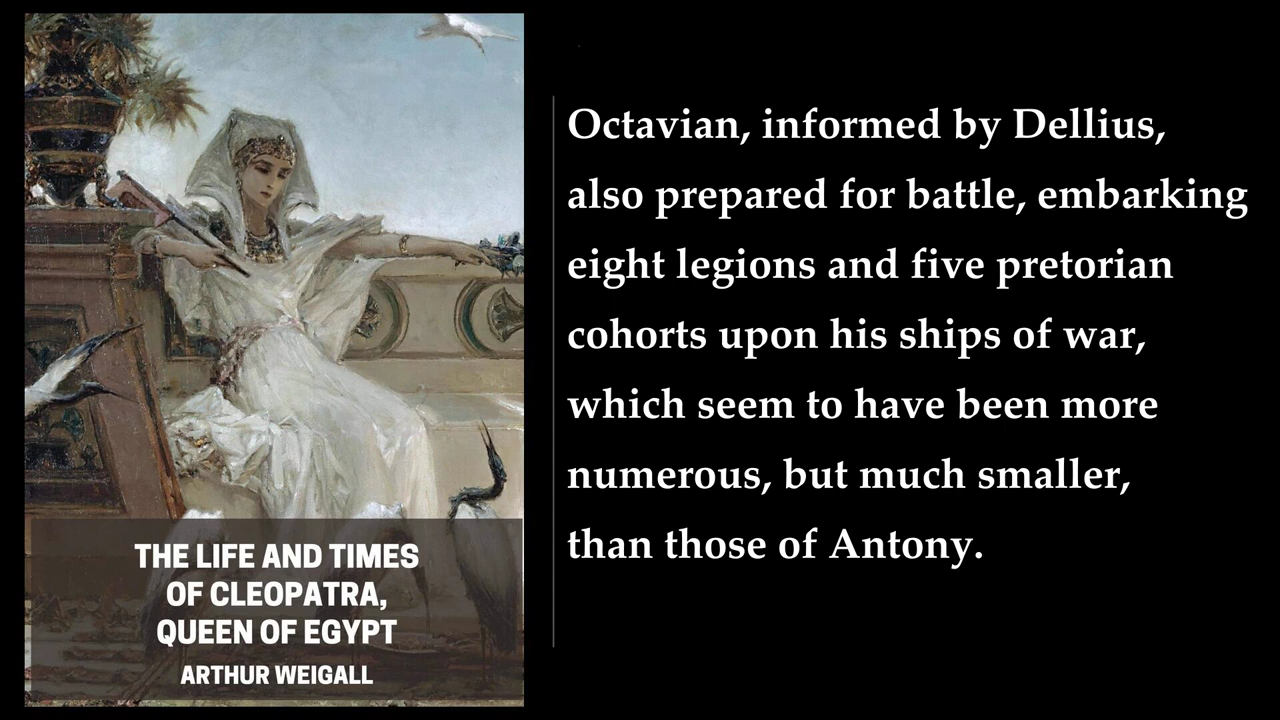 THE LIFE AND TIMES
OF CLEOPATRA,
QUEEN OF EGYPT
ARTHUR WEIGALL
Octavian, informed by Dellius,
also prepared for battle, embarking
eight legions and five pretorian
cohorts upon his ships of war,
which seem to have been more
numerous, but much smaller,
than those of Antony.